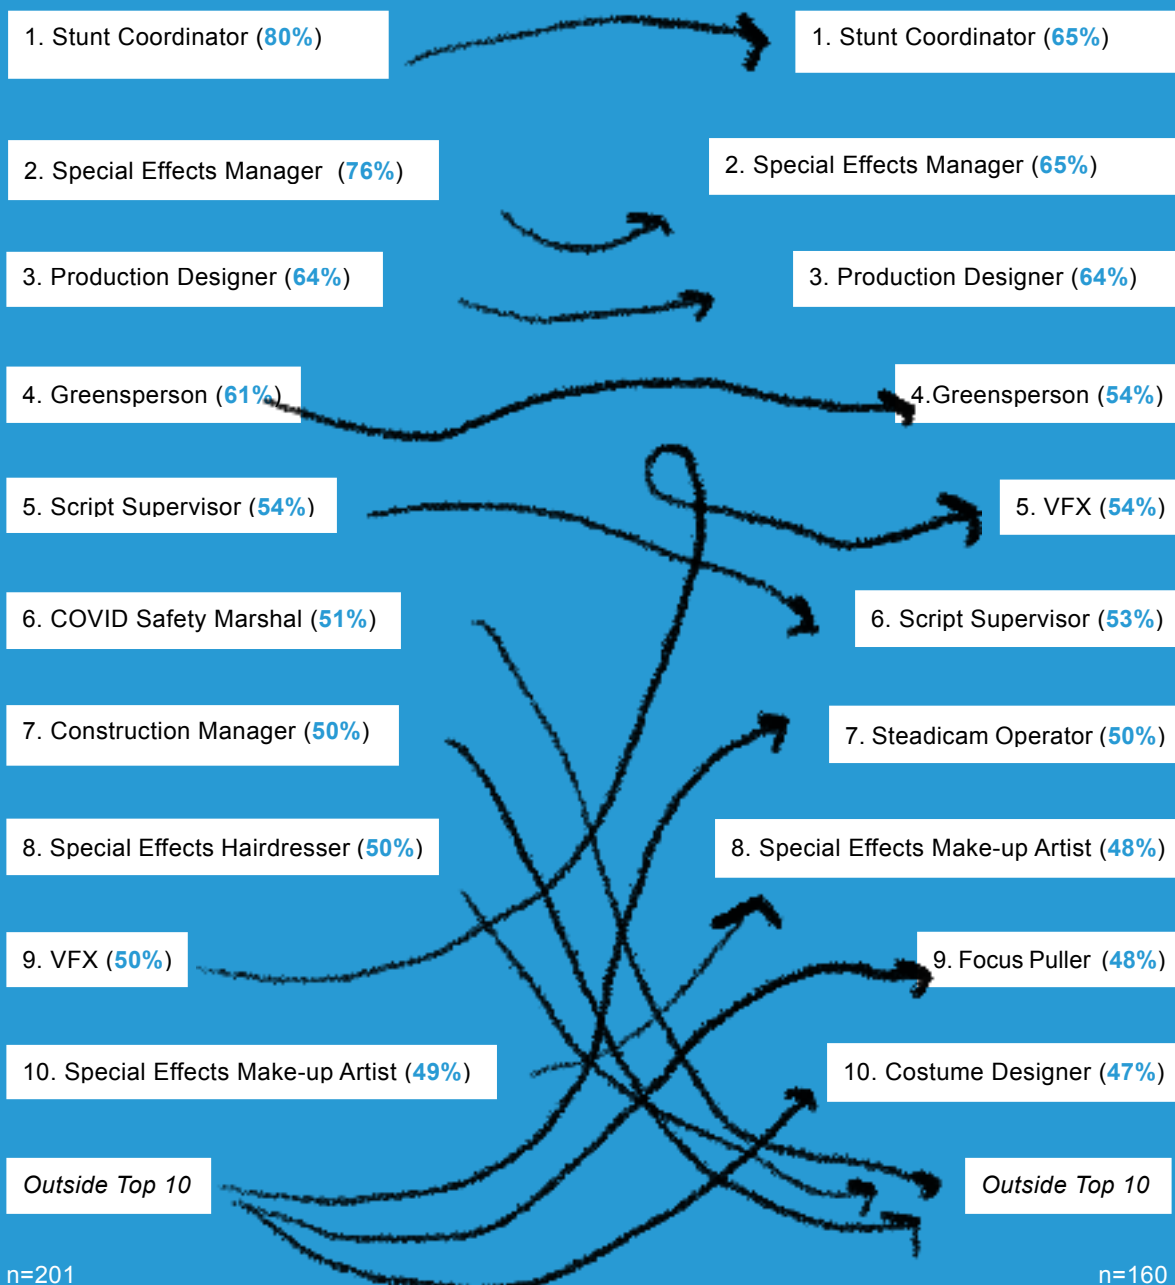 1. Stunt Coordinator (80%)
1. Stunt Coordinator (65%)
2. Special Effects Manager (76%)
2. Special Effects Manager (65%)
3. Production Designer (64%)
3. Production Designer (64%)
4. Greensperson (61%)
4.Greensperson (54%)
5. Script Supervisor (54%)
5. VFX (54%)
6. COVID Safety Marshal (51%)
6. Script Supervisor (53%)
7. Construction Manager (50%)
7. Steadicam Operator (50%)
8. Special Effects Hairdresser (50%)
8. Special Effects Make-up Artist (48%)
9. VFX (50%)
9. Focus Puller (48%)
10. Special Effects Make-up Artist (49%)
10. Costume Designer (47%)
Outside Top 10
Outside Top 10
n=201
n=160